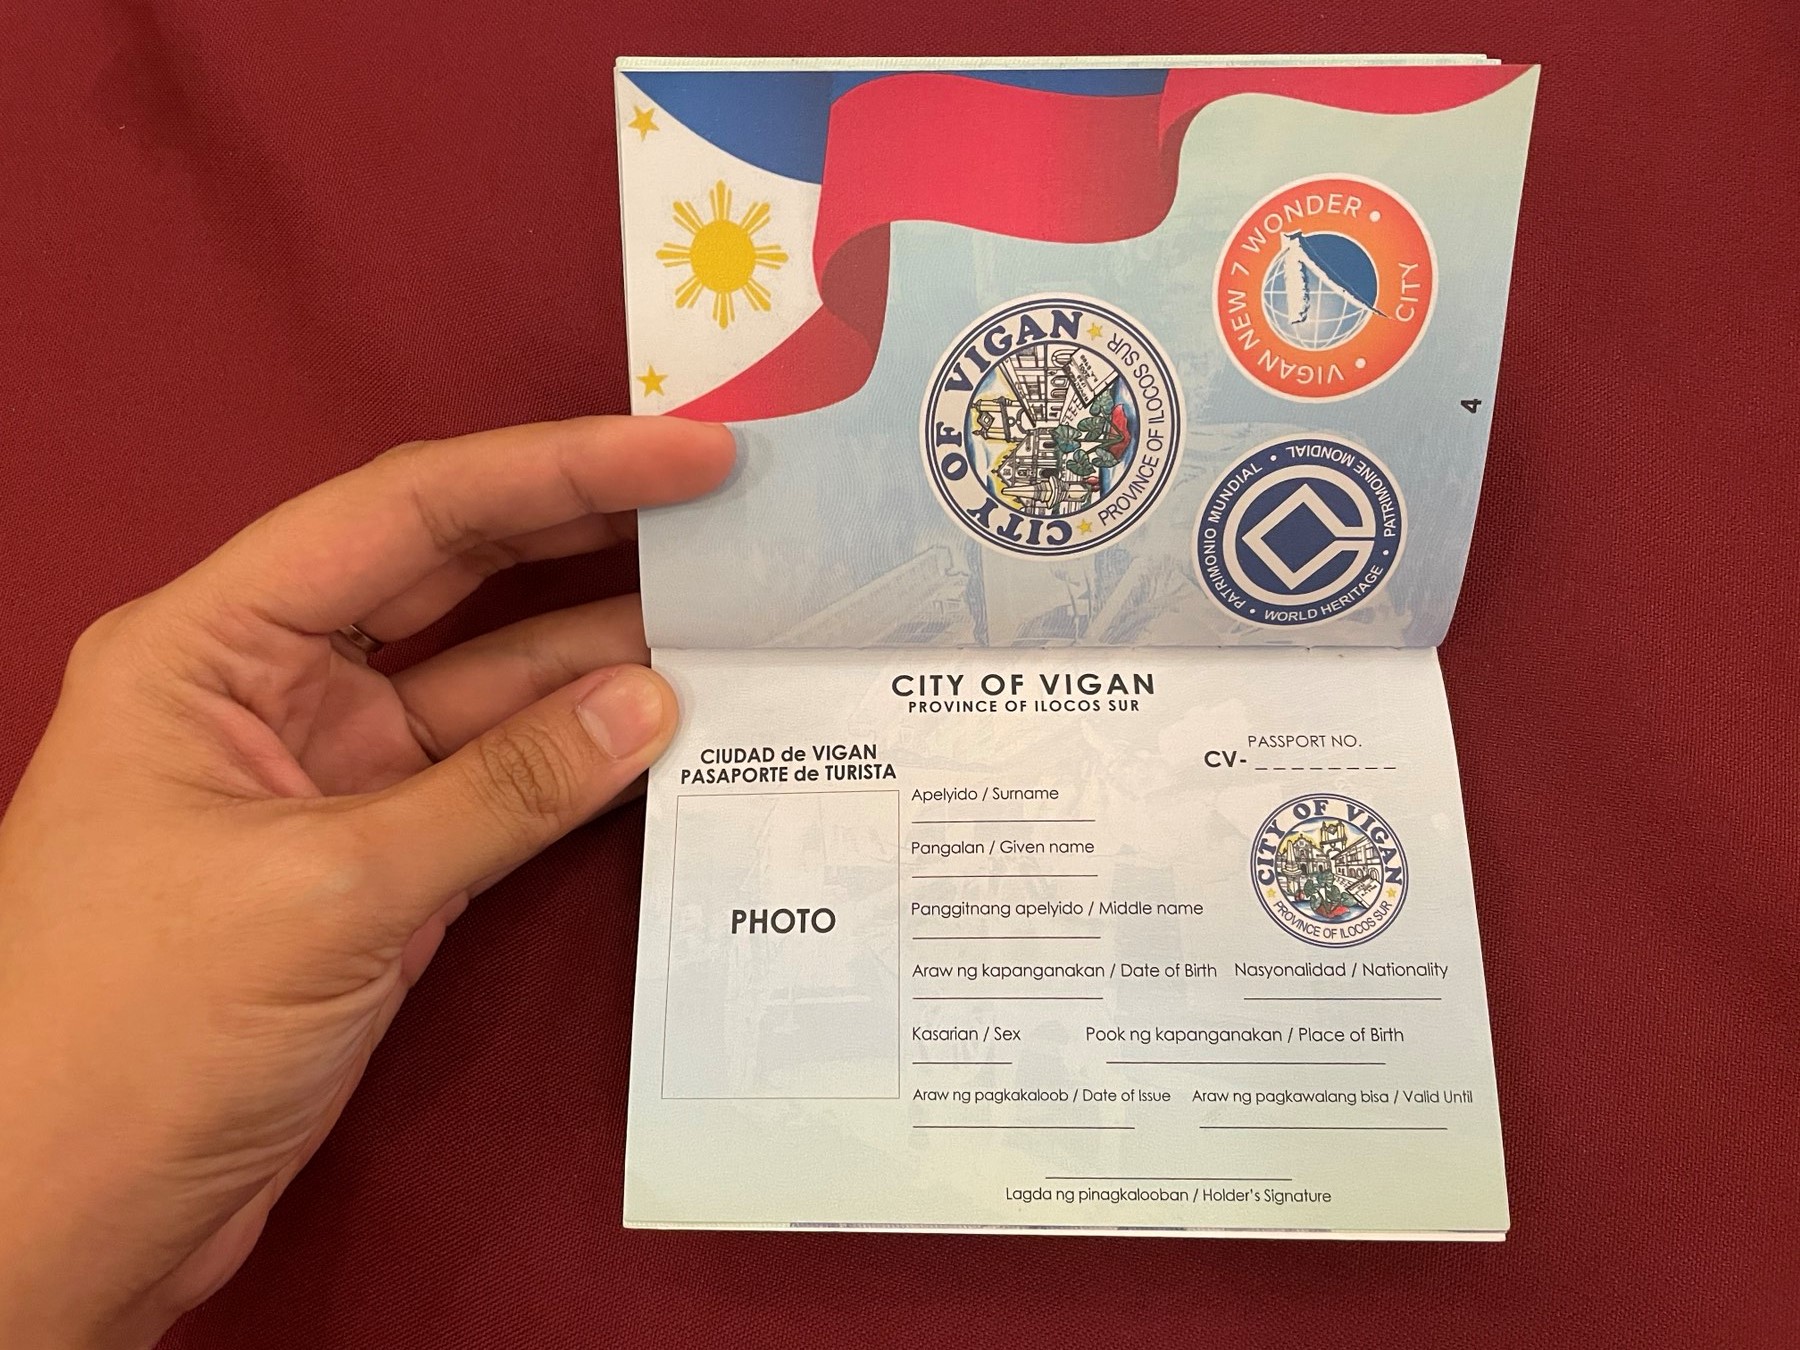 VIGAN NEW 7 WONDER
CITY
CITY OF VIGAN
PROVINCE OF ILOCOS SUR
4
WORLD HERITAGE • PATRIMOINE MONDIAL • PATRIMONIO MUNDIAL •
CITY OF VIGAN
PROVINCE OF ILOCOS SUR
CIUDAD de VIGAN
PASAPORTE de TURISTA
PASSPORT NO.
CV- _ _ _ _ _ _ _ _
PHOTO
Apelyido / Surname
Pangalan / Given name
Panggitnang apelyido / Middle name
CITY OF VIGAN
PROVINCE OF ILOCOS SUR
Araw ng kapanganakan / Date of Birth Nasyonalidad / Nationality
Kasarian / Sex Pook ng kapanganakan / Place of Birth
Araw ng pagkakaloob / Date of Issue Araw ng pagkawalang bisa / Valid Until
Lagda ng pinagkalooban / Holder's Signature